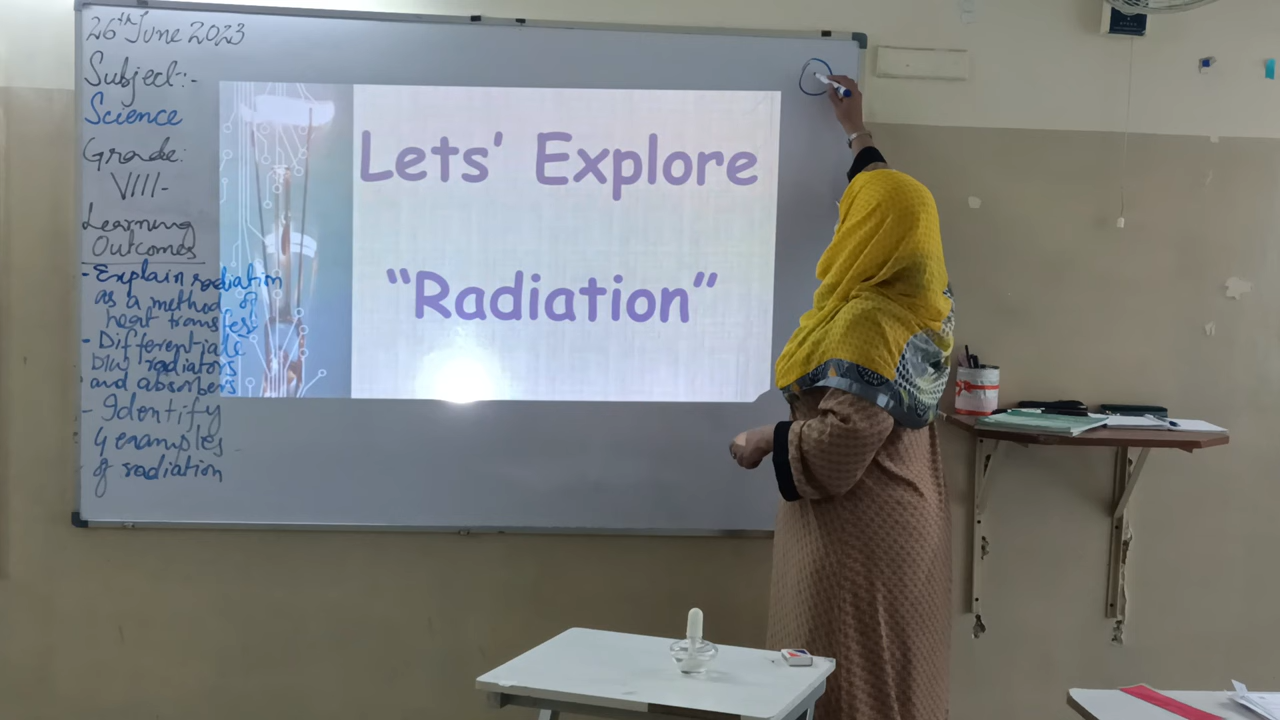 26th June 2023
Subject:-
Science
Grade:
VIII-
Learning
Outcomes
- Explain radiation
as a method of
heat transfer
- Differentiate
b/w radiators
and absorbers
- Identify
4 examples
of radiation
Lets' Explore
“Radiation”